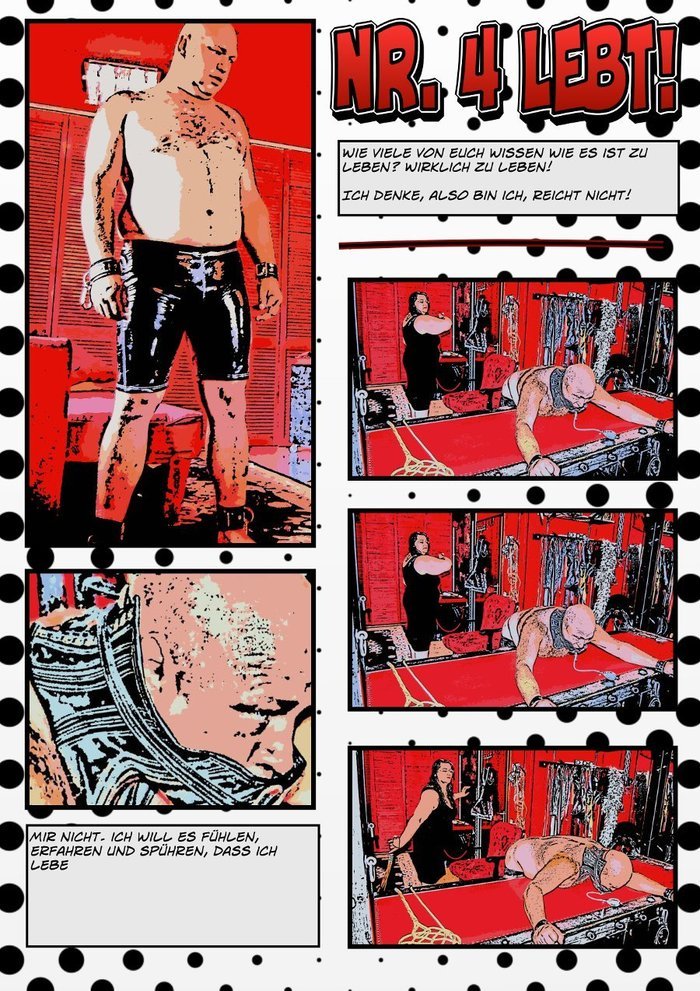 NR. 4 LEBT!
WIE VIELE VON EUCH WISSEN WIE ES IST ZU
LEBEN? WIRKLICH ZU LEBEN!
ICH DENKE, ALSO BIN ICH, REICHT NICHT!
MIR NICHT. ICH WILL ES FÜHLEN,
ERFAHREN UND SPÜHREN, DASS ICH
LEBE